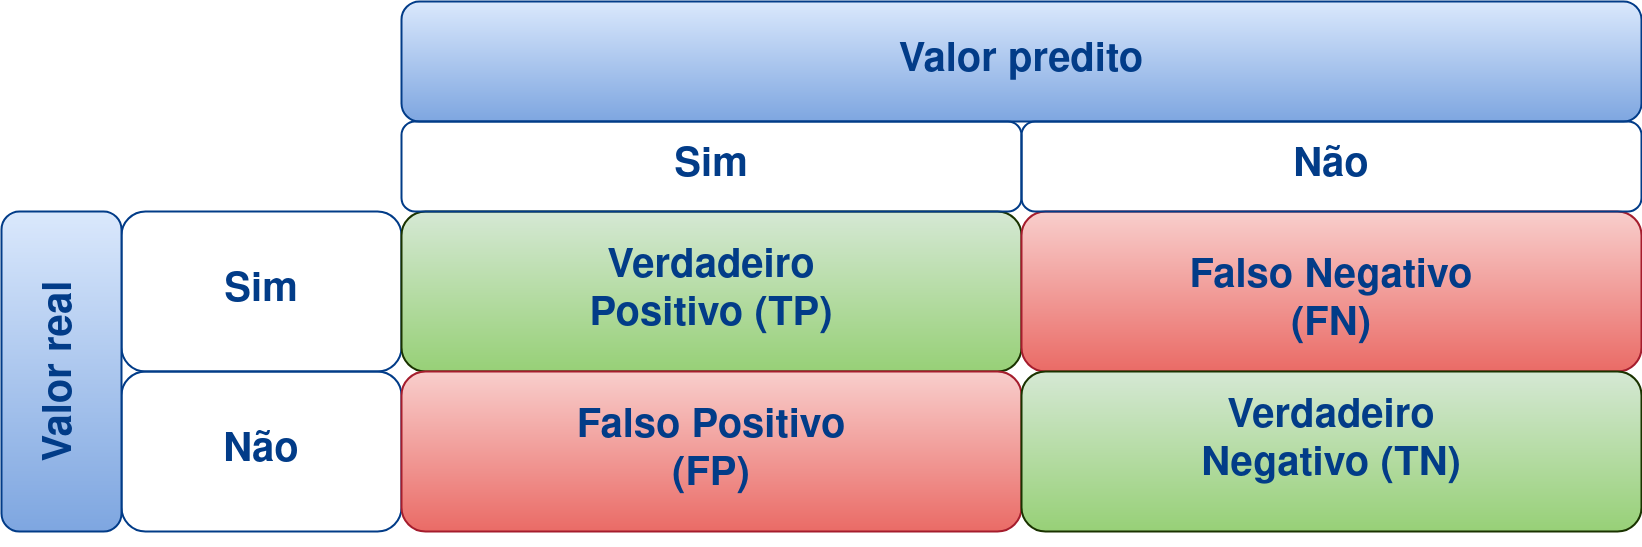 Valor predito
Sim
Não
Valor real
Sim
Verdadeiro
Positivo (TP)
Falso Negativo
(FN)
Não
Falso Positivo
(FP)
Verdadeiro
Negativo (TN)